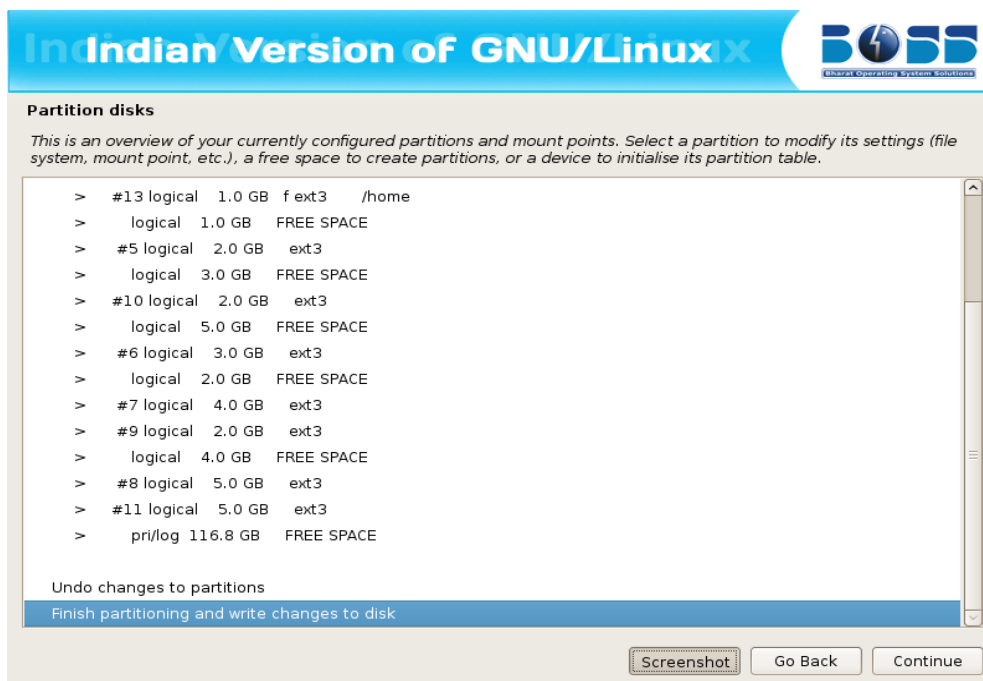 Indian Version of GNU/Linux
BOSS
Bharat Operating System Solutions
Partition disks
This is an overview of your currently configured partitions and mount points. Select a partition to modify its settings (file
system, mount point, etc.), a free space to create partitions, or a device to initialise its partition table.
> #13 logical 1.0 GB f ext3 /home
> logical 1.0 GB FREE SPACE
> #5 logical 2.0 GB ext3
> logical 3.0 GB FREE SPACE
> #10 logical 2.0 GB ext3
> logical 5.0 GB FREE SPACE
> #6 logical 3.0 GB ext3
> logical 2.0 GB FREE SPACE
> #7 logical 4.0 GB ext3
> #9 logical 2.0 GB ext3
> logical 4.0 GB FREE SPACE
> #8 logical 5.0 GB ext3
> #11 logical 5.0 GB ext3
> pri/log 116.8 GB FREE SPACE
Undo changes to partitions
Finish partitioning and write changes to disk
Screenshot Go Back Continue